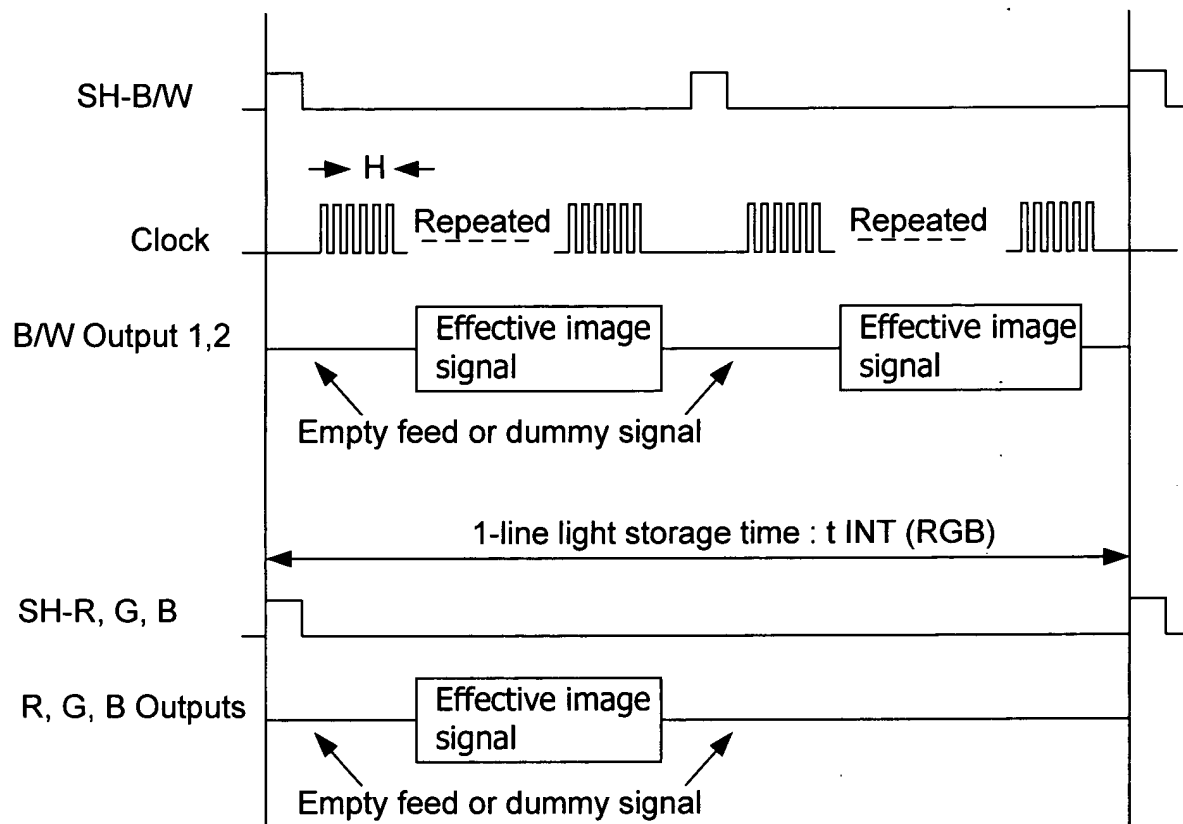 SH-B/W
H
Clock
Repeated
Repeated
B/W Output 1,2
Effective image
signal
Effective image
signal
Empty feed or dummy signal
1-line light storage time : t INT (RGB)
SH-R, G, B
R, G, B Outputs
Effective image
signal
Empty feed or dummy signal